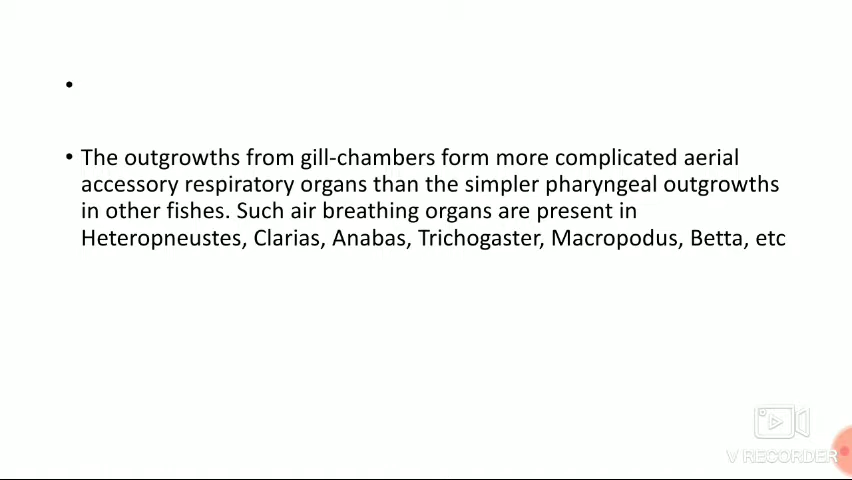 •
• The outgrowths from gill-chambers form more complicated aerial
accessory respiratory organs than the simpler pharyngeal outgrowths
in other fishes. Such air breathing organs are present in
Heteropneustes, Clarias, Anabas, Trichogaster, Macropodus, Betta, etc
V RECORDER